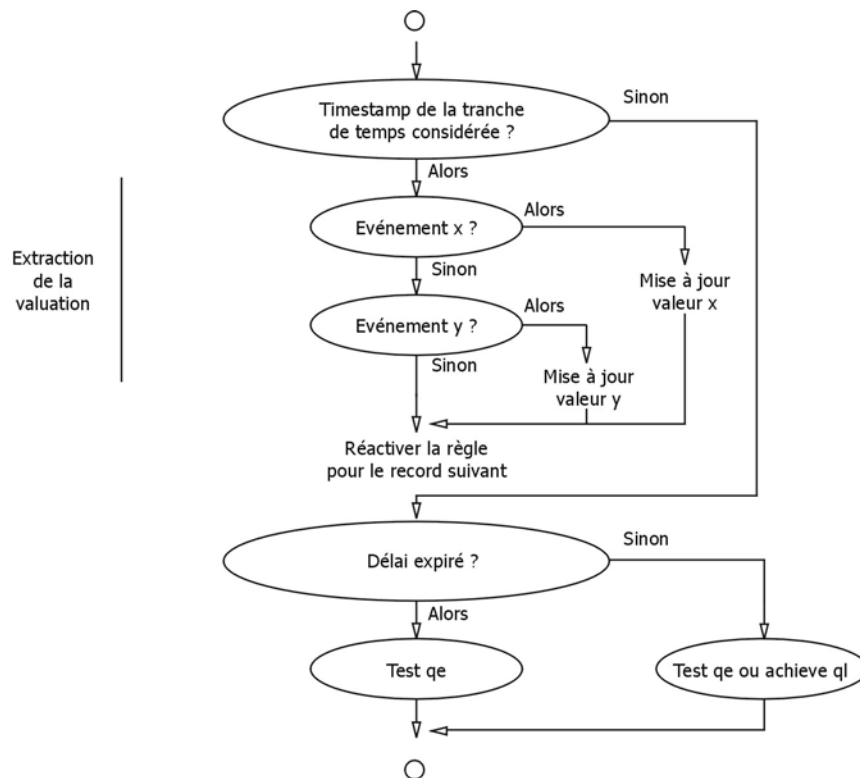 Timestamp de la tranche
de temps considérée ?
Sinon
Alors
Extraction
de la
valuation
Evénement x ?
Alors
Sinon
Mise à jour
valeur x
Evénement y ?
Alors
Sinon
Mise à jour
valeur y
Réactiver la règle
pour le record suivant
Délai expiré ?
Sinon
Alors
Test qe
Test qe ou achieve ql